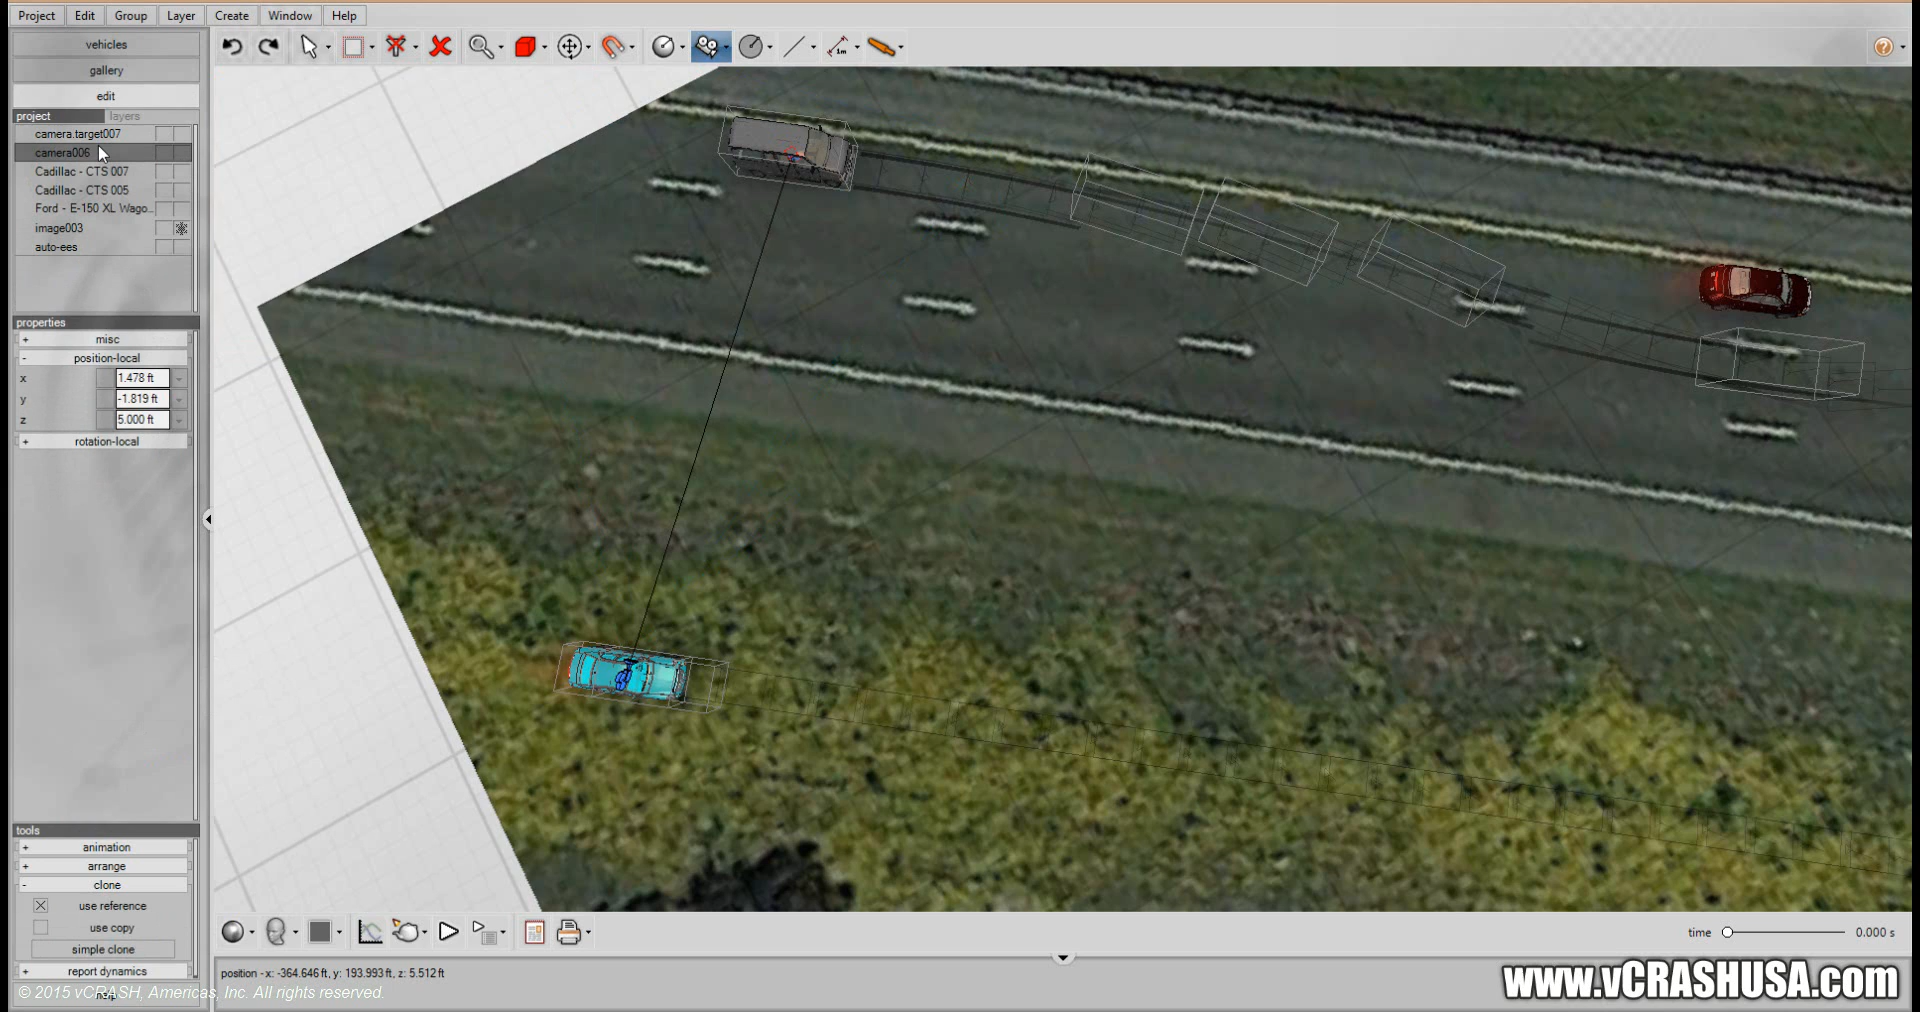 Project Edit Group Layer Create Window Help
vehicles
gallery
edit
project layers
camera.target007
camera006
Cadillac - CTS 007
Cadillac - CTS 005
Ford - E-150 XL Wago...
image003
auto-ees
properties
+ misc
- position-local
x 1.478 ft
y -1.819 ft
z 5.000 ft
+ rotation-local
tools
+ animation
+ arrange
- clone
use reference
use copy
simple clone
+ report dynamics
help
© 2015 vCRASH, Americas, Inc. All rights reserved.
1m
time 0.000 s
position - x: -364.646 ft, y: 193.993 ft, z: 5.512 ft
www.vCRASHUSA.com